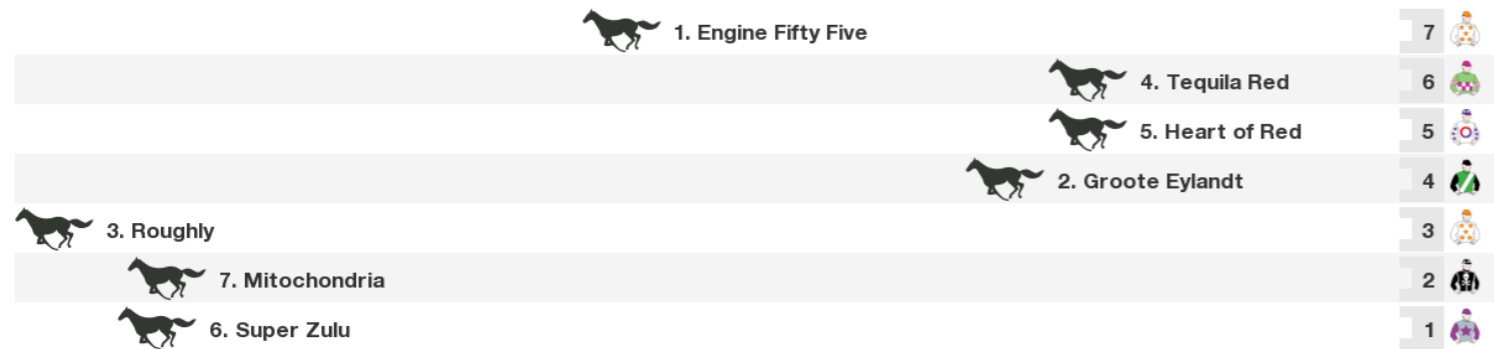 1. Engine Fifty Five 7
4. Tequila Red 6
5. Heart of Red 5
2. Groote Eylandt 4
3. Roughly 3
7. Mitochondria 2
6. Super Zulu 1